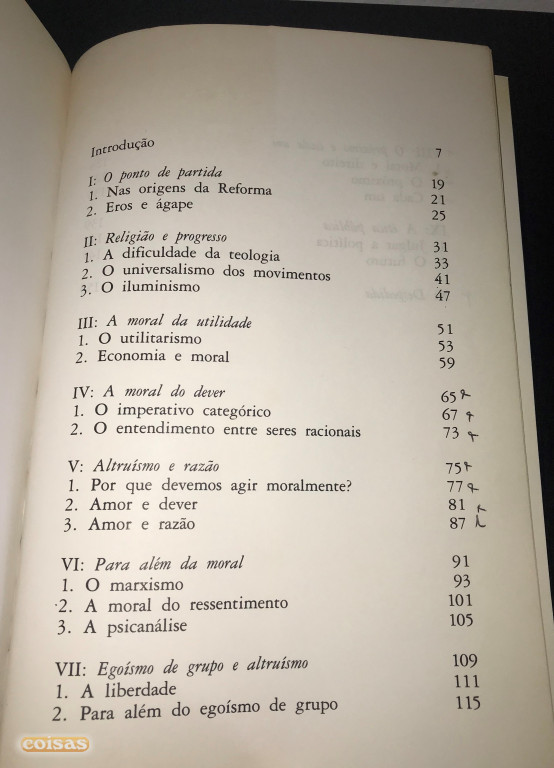 Introdução 7
I: O ponto de partida 19
1. Nas origens da Reforma 21
2. Eros e ágape 25
II: Religião e progresso 31
1. A dificuldade da teologia 33
2. O universalismo dos movimentos 41
3. O iluminismo 47
III: A moral da utilidade 51
1. O utilitarismo 53
2. Economia e moral 59
IV: A moral do dever 65
1. O imperativo categórico 67
2. O entendimento entre seres racionais 73
V: Altruísmo e razão 75
1. Por que devemos agir moralmente? 77
2. Amor e dever 81
3. Amor e razão 87
VI: Para além da moral 91
1. O marxismo 93
2. A moral do ressentimento 101
3. A psicanálise 105
VII: Egoísmo de grupo e altruísmo 109
1. A liberdade 111
2. Para além do egoísmo de grupo 115
coisas